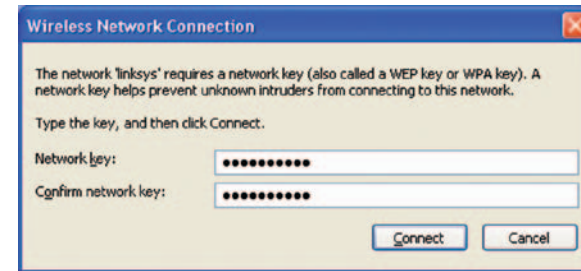 Wireless Network Connection
The network 'linksys' requires a network key (also called a WEP key or WPA key). A
network key helps prevent unknown intruders from connecting to this network.
Type the key, and then click Connect.
Network key: ●●●●●●●●●●
Confirm network key: ●●●●●●●●●●
Connect Cancel